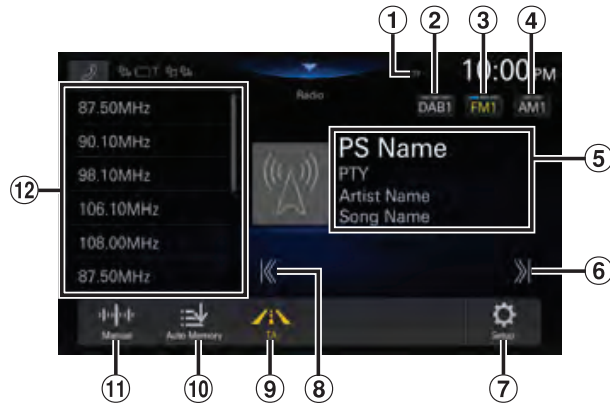 1 2 3 4
10:00 PM
Radio
DAB1 FM1 AM1
87.50MHz
90.10MHz
98.10MHz
106.10MHz
108.00MHz
87.50MHz
PS Name
PTY
Artist Name
Song Name
5
12
6
Manual
Auto Memory
TA
Setup
11 10 9 8 7